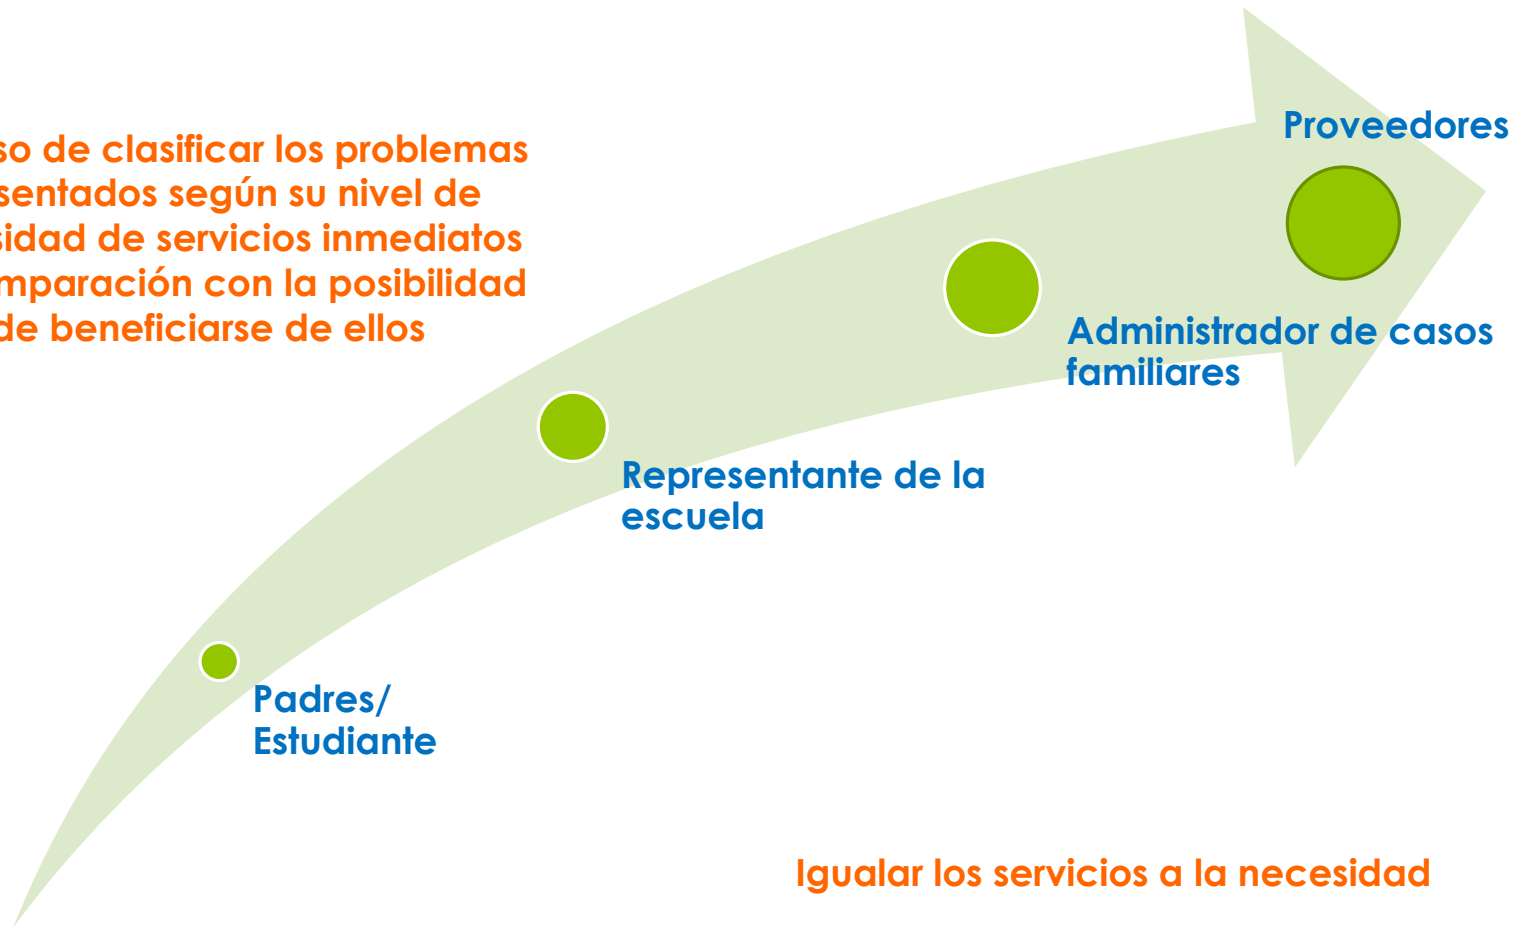 so de clasificar los problemas
sentados según su nivel de
sidad de servicios inmediatos
mparación con la posibilidad
de beneficiarse de ellos
Proveedores
Administrador de casos
familiares
Representante de la
escuela
Padres/
Estudiante
Igualar los servicios a la necesidad